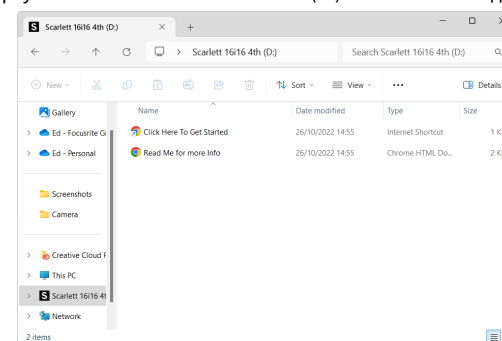 Scarlett 16i16 4th (D:)
Scarlett 16i16 4th (D:)
Search Scarlett 16i16 4th (D:)
New
Sort
View
Details
Gallery
Name
Date modified
Type
Size
Ed - Focusrite G
Click Here To Get Started
26/10/2022 14:55
Internet Shortcut
1 K
Ed - Personal
Read Me for more Info
26/10/2022 14:55
Chrome HTML Do...
2 K
Screenshots
Camera
Creative Cloud F
This PC
Scarlett 16i16 4t
Network
2 items